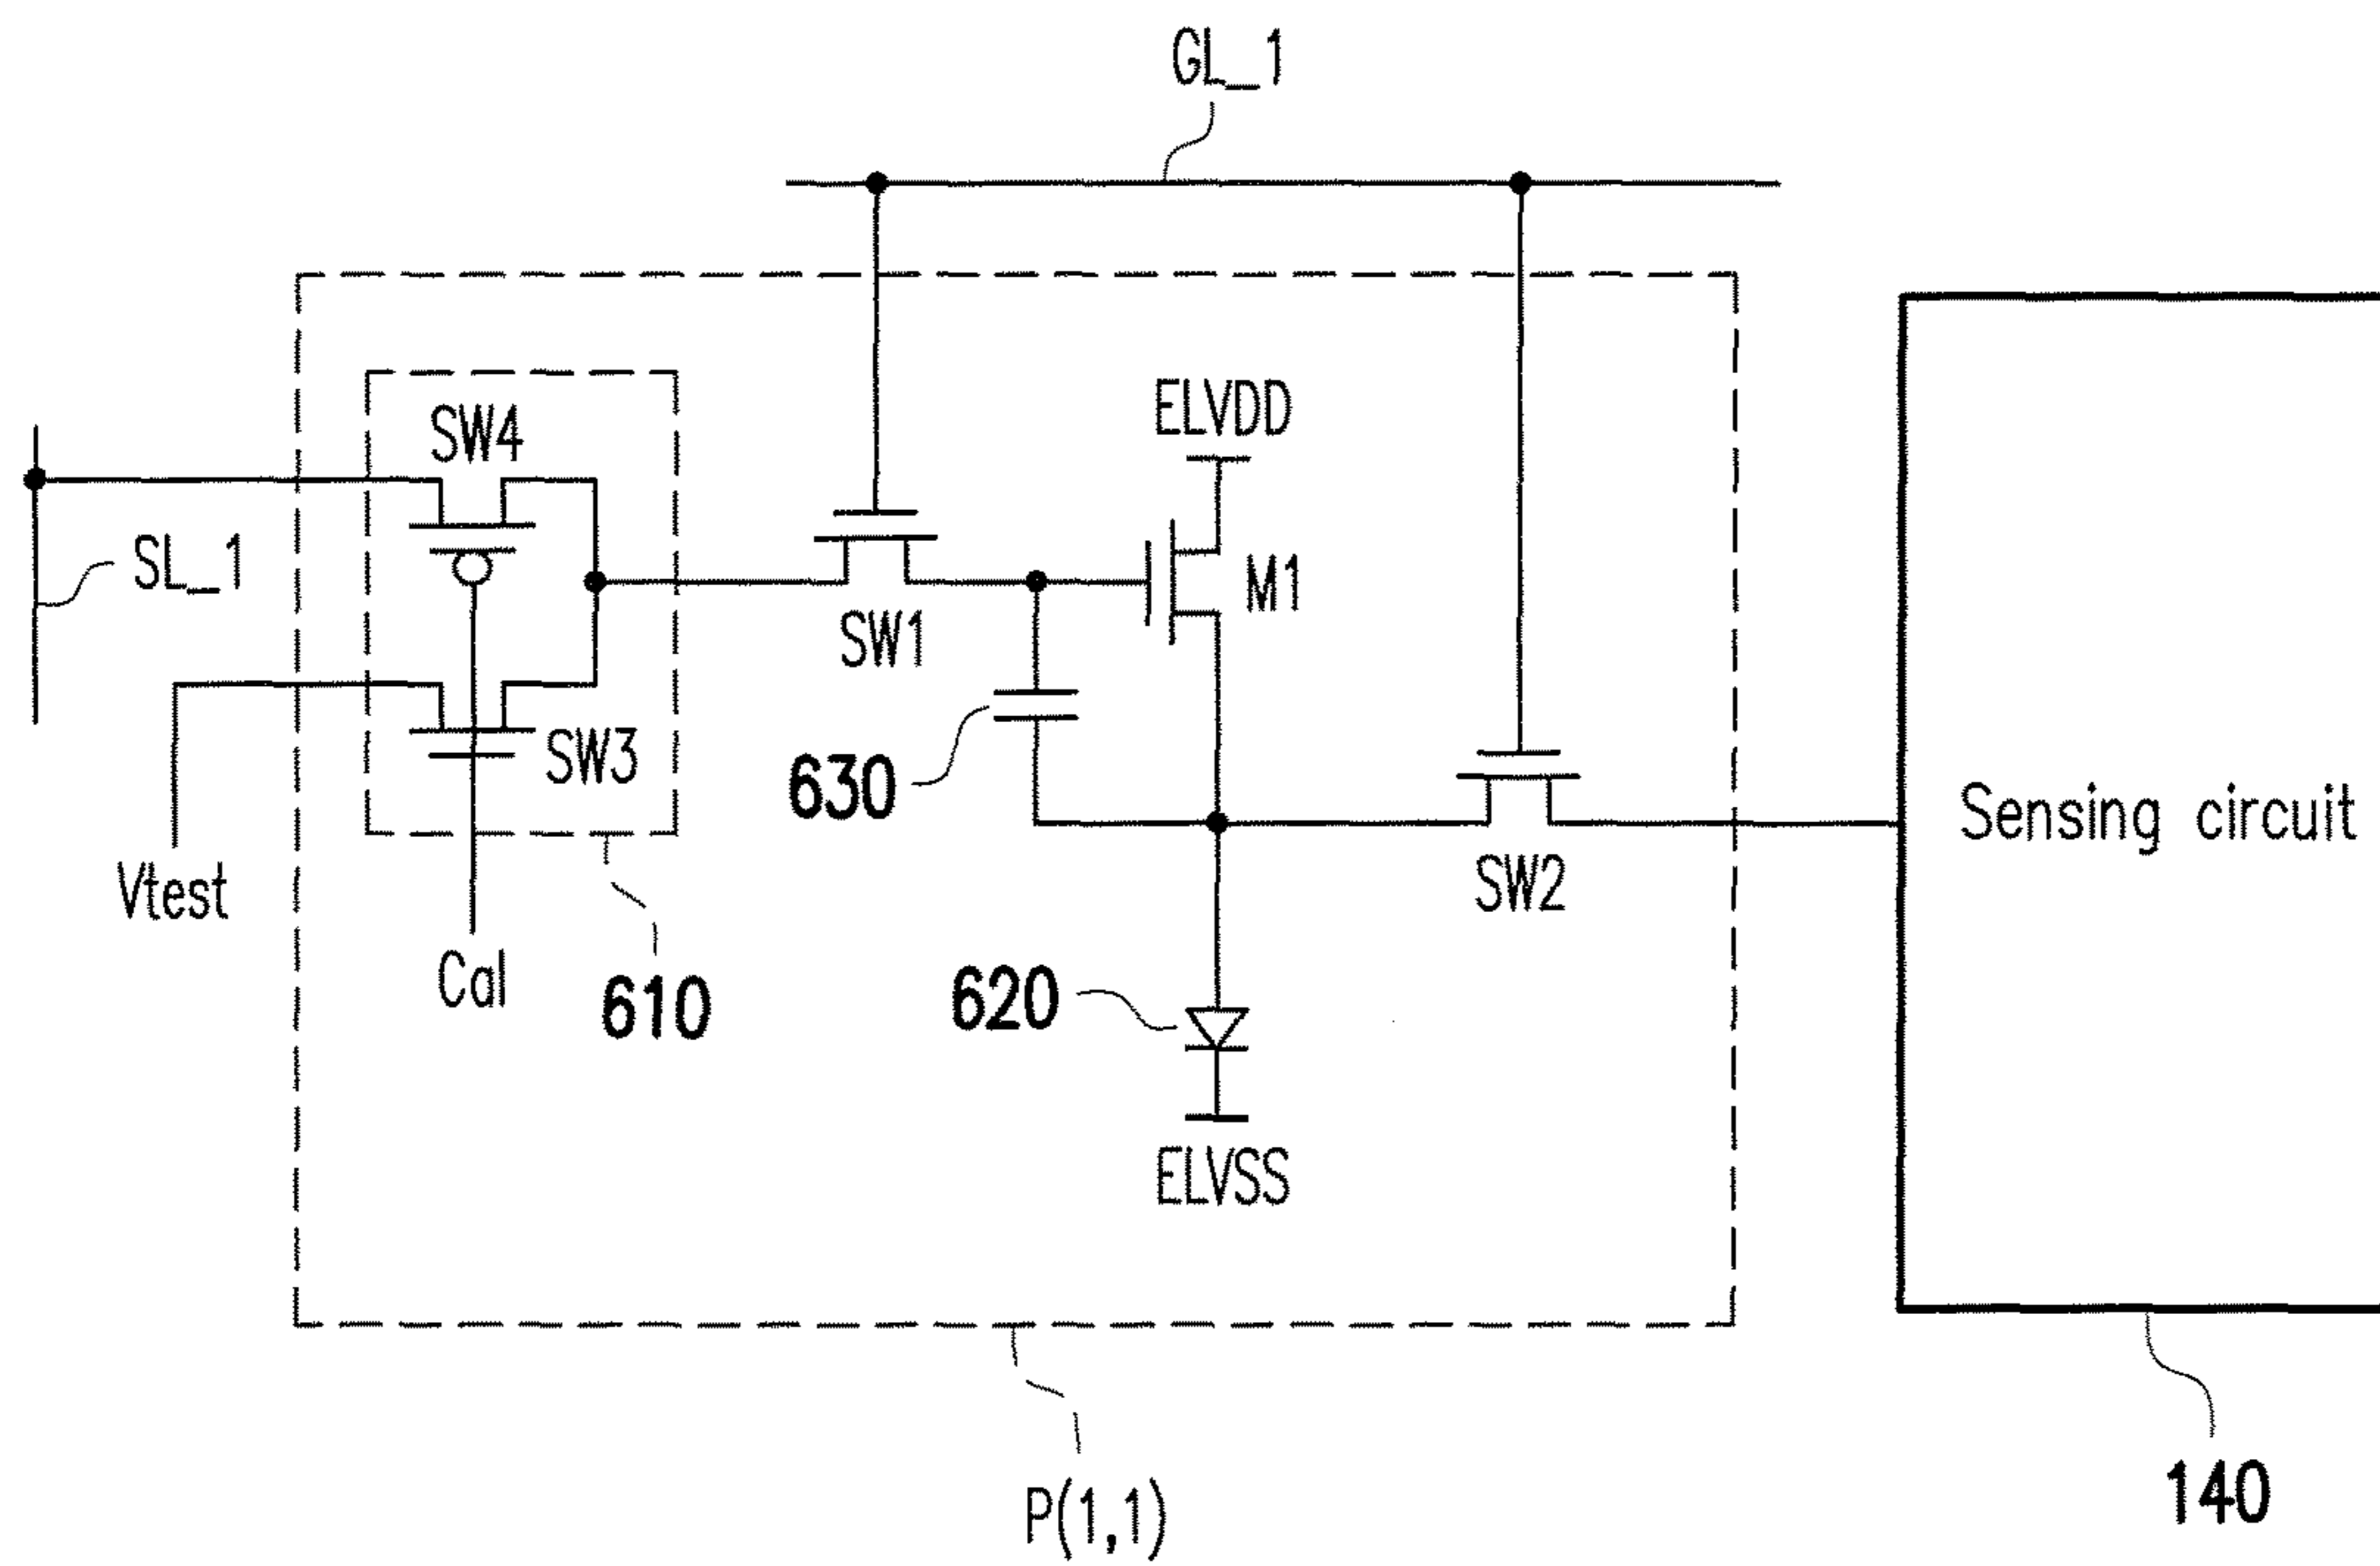 GL_1
ELVDD
SW4
SL_1
M1
SW1
SW3
630
Sensing circuit
SW2
Vtest
Cal
610
620
ELVSS
140
P(1,1)